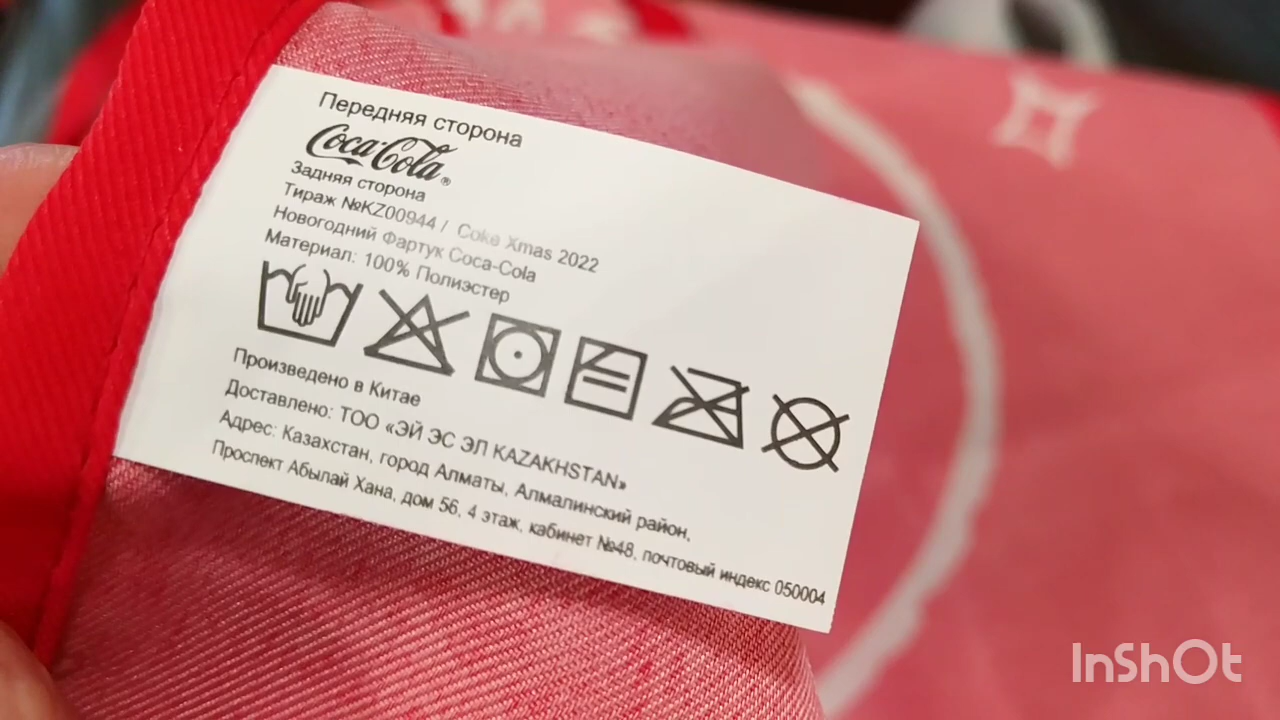 Передняя сторона
Coca-Cola®
Задняя сторона
Тираж №KZ00944 / Coke Xmas 2022
Новогодний Фартук Coca-Cola
Материал: 100% Полиэстер
Произведено в Китае
Доставлено: ТОО «ЭЙ ЭС ЭЛ KAZAKHSTAN»
Адрес: Казахстан, город Алматы, Алмалинский район,
Проспект Абылай Хана, дом 56, 4 этаж, кабинет №48, почтовый индекс 050004
InShOt